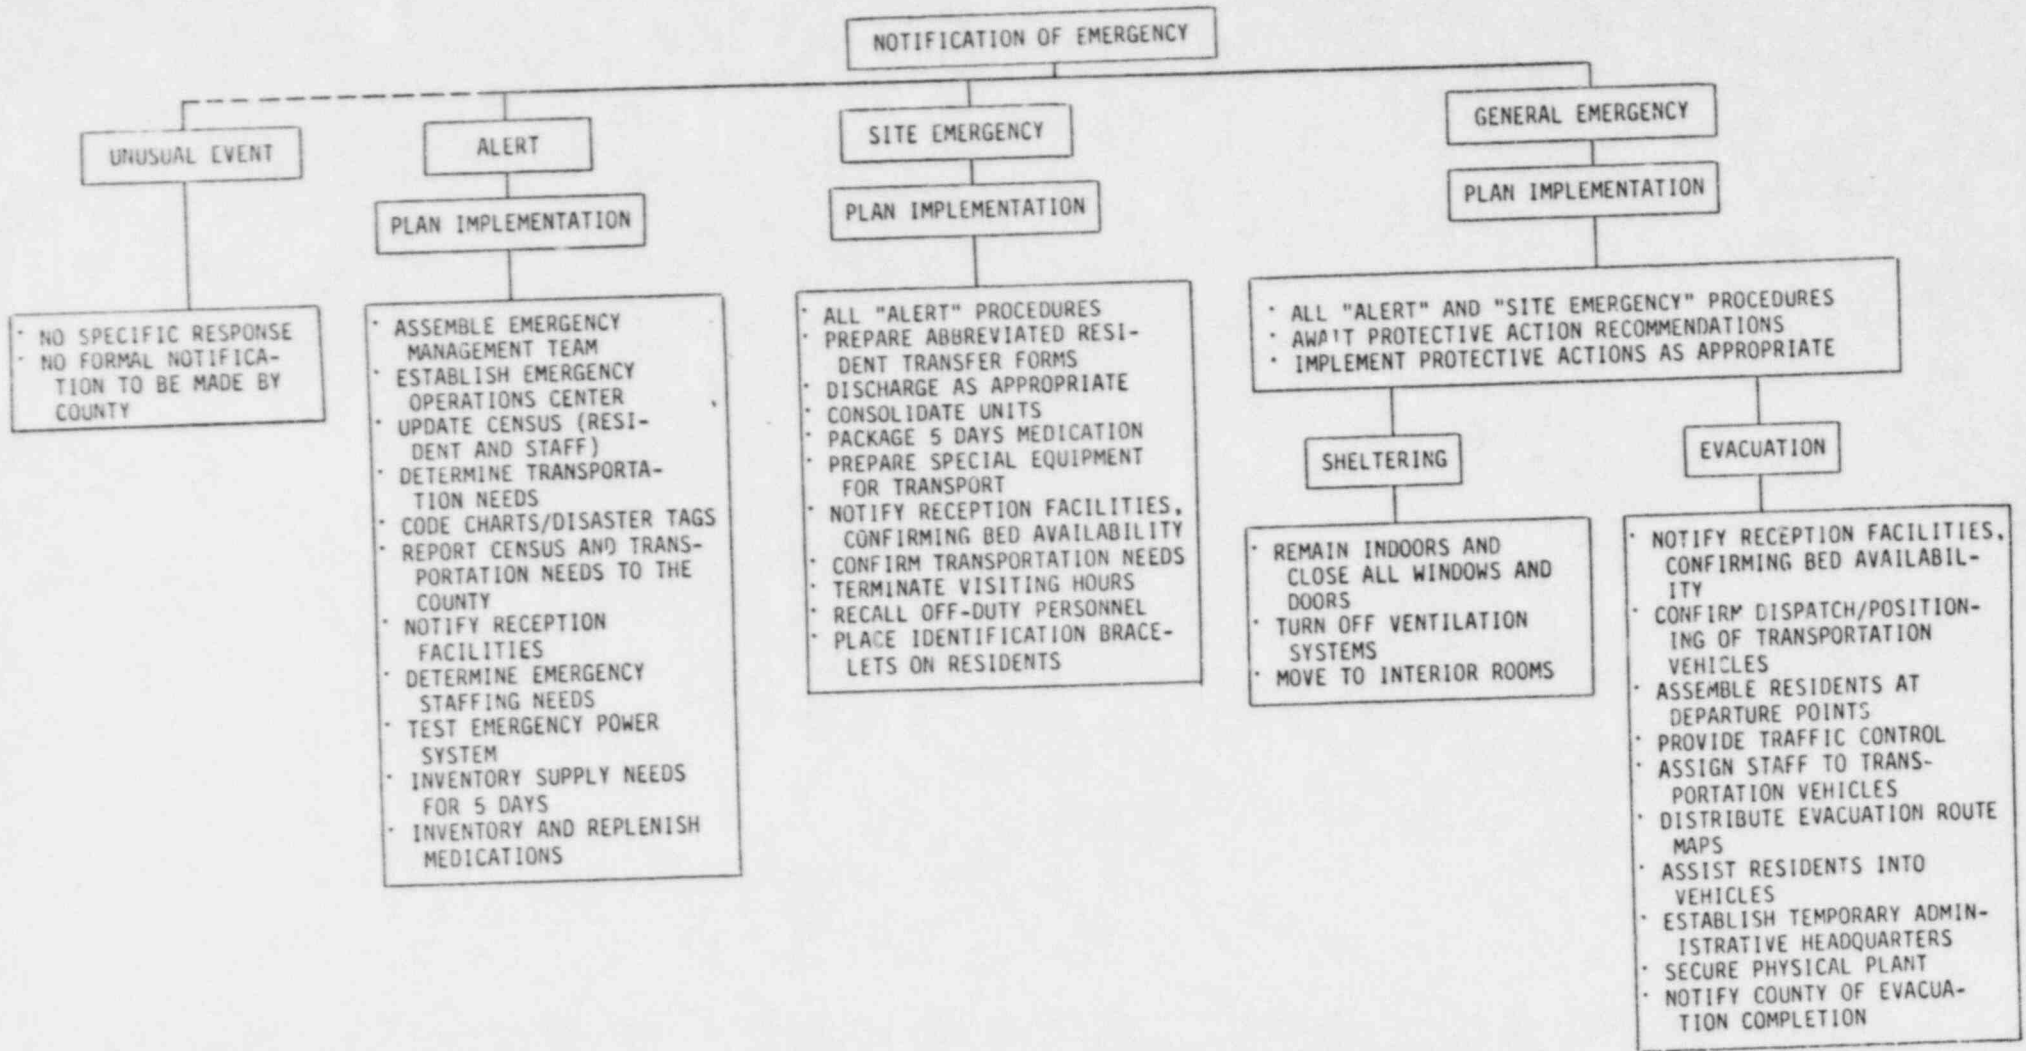 NOTIFICATION OF EMERGENCY
UNUSUAL EVENT
· NO SPECIFIC RESPONSE
· NO FORMAL NOTIFICA-
TION TO BE MADE BY
COUNTY
ALERT
PLAN IMPLEMENTATION
· ASSEMBLE EMERGENCY
MANAGEMENT TEAM
· ESTABLISH EMERGENCY
OPERATIONS CENTER
· UPDATE CENSUS (RESI-
DENT AND STAFF)
· DETERMINE TRANSPORTA-
TION NEEDS
· CODE CHARTS/DISASTER TAGS
· REPORT CENSUS AND TRANS-
PORTATION NEEDS TO THE
COUNTY
· NOTIFY RECEPTION
FACILITIES
· DETERMINE EMERGENCY
STAFFING NEEDS
· TEST EMERGENCY POWER
SYSTEM
· INVENTORY SUPPLY NEEDS
FOR 5 DAYS
· INVENTORY AND REPLENISH
MEDICATIONS
SITE EMERGENCY
PLAN IMPLEMENTATION
· ALL "ALERT" PROCEDURES
· PREPARE ABBREVIATED RESI-
DENT TRANSFER FORMS
· DISCHARGE AS APPROPRIATE
· CONSOLIDATE UNITS
· PACKAGE 5 DAYS MEDICATION
· PREPARE SPECIAL EQUIPMENT
FOR TRANSPORT
· NOTIFY RECEPTION FACILITIES,
CONFIRMING BED AVAILABILITY
· CONFIRM TRANSPORTATION NEEDS
· TERMINATE VISITING HOURS
· RECALL OFF-DUTY PERSONNEL
· PLACE IDENTIFICATION BRACE-
LETS ON RESIDENTS
GENERAL EMERGENCY
PLAN IMPLEMENTATION
· ALL "ALERT" AND "SITE EMERGENCY" PROCEDURES
· AWAIT PROTECTIVE ACTION RECOMMENDATIONS
· IMPLEMENT PROTECTIVE ACTIONS AS APPROPRIATE
SHELTERING
· REMAIN INDOORS AND
CLOSE ALL WINDOWS AND
DOORS
· TURN OFF VENTILATION
SYSTEMS
· MOVE TO INTERIOR ROOMS
EVACUATION
· NOTIFY RECEPTION FACILITIES,
CONFIRMING BED AVAILABIL-
ITY
· CONFIRM DISPATCH/POSITION-
ING OF TRANSPORTATION
VEHICLES
· ASSEMBLE RESIDENTS AT
DEPARTURE POINTS
· PROVIDE TRAFFIC CONTROL
· ASSIGN STAFF TO TRANS-
PORTATION VEHICLES
· DISTRIBUTE EVACUATION ROUTE
MAPS
· ASSIST RESIDENTS INTO
VEHICLES
· ESTABLISH TEMPORARY ADMIN-
ISTRATIVE HEADQUARTERS
· SECURE PHYSICAL PLANT
· NOTIFY COUNTY OF EVACUA-
TION COMPLETION